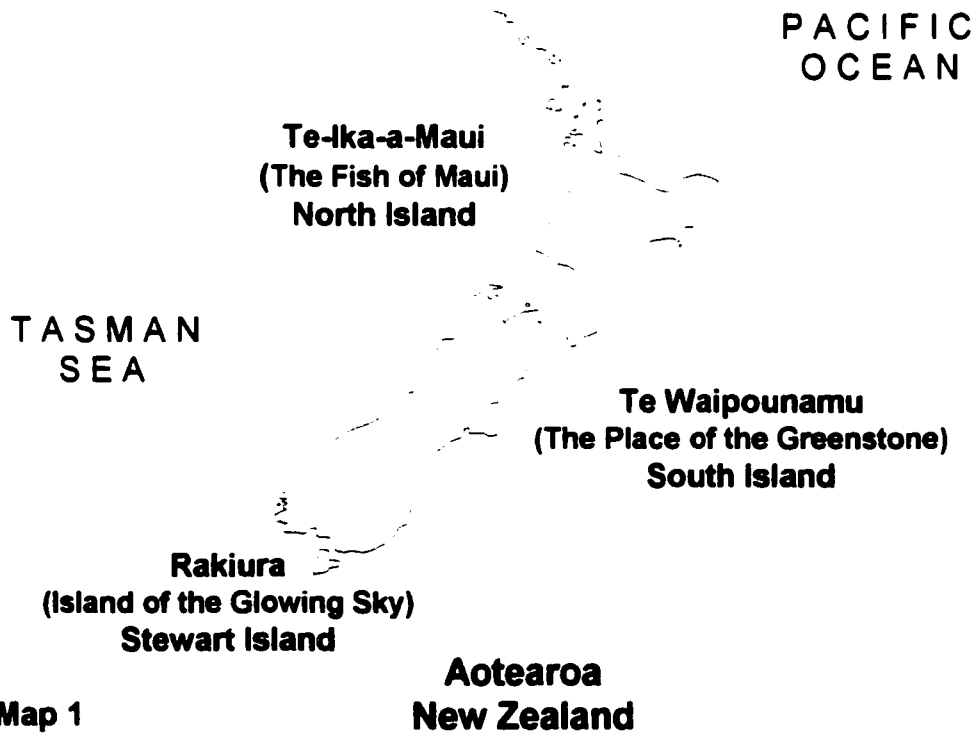 PACIFIC
OCEAN
Te-Ika-a-Maui
(The Fish of Maui)
North Island
TASMAN
SEA
Te Waipounamu
(The Place of the Greenstone)
South Island
Rakiura
(Island of the Glowing Sky)
Stewart Island
Aotearoa
New Zealand
Map 1